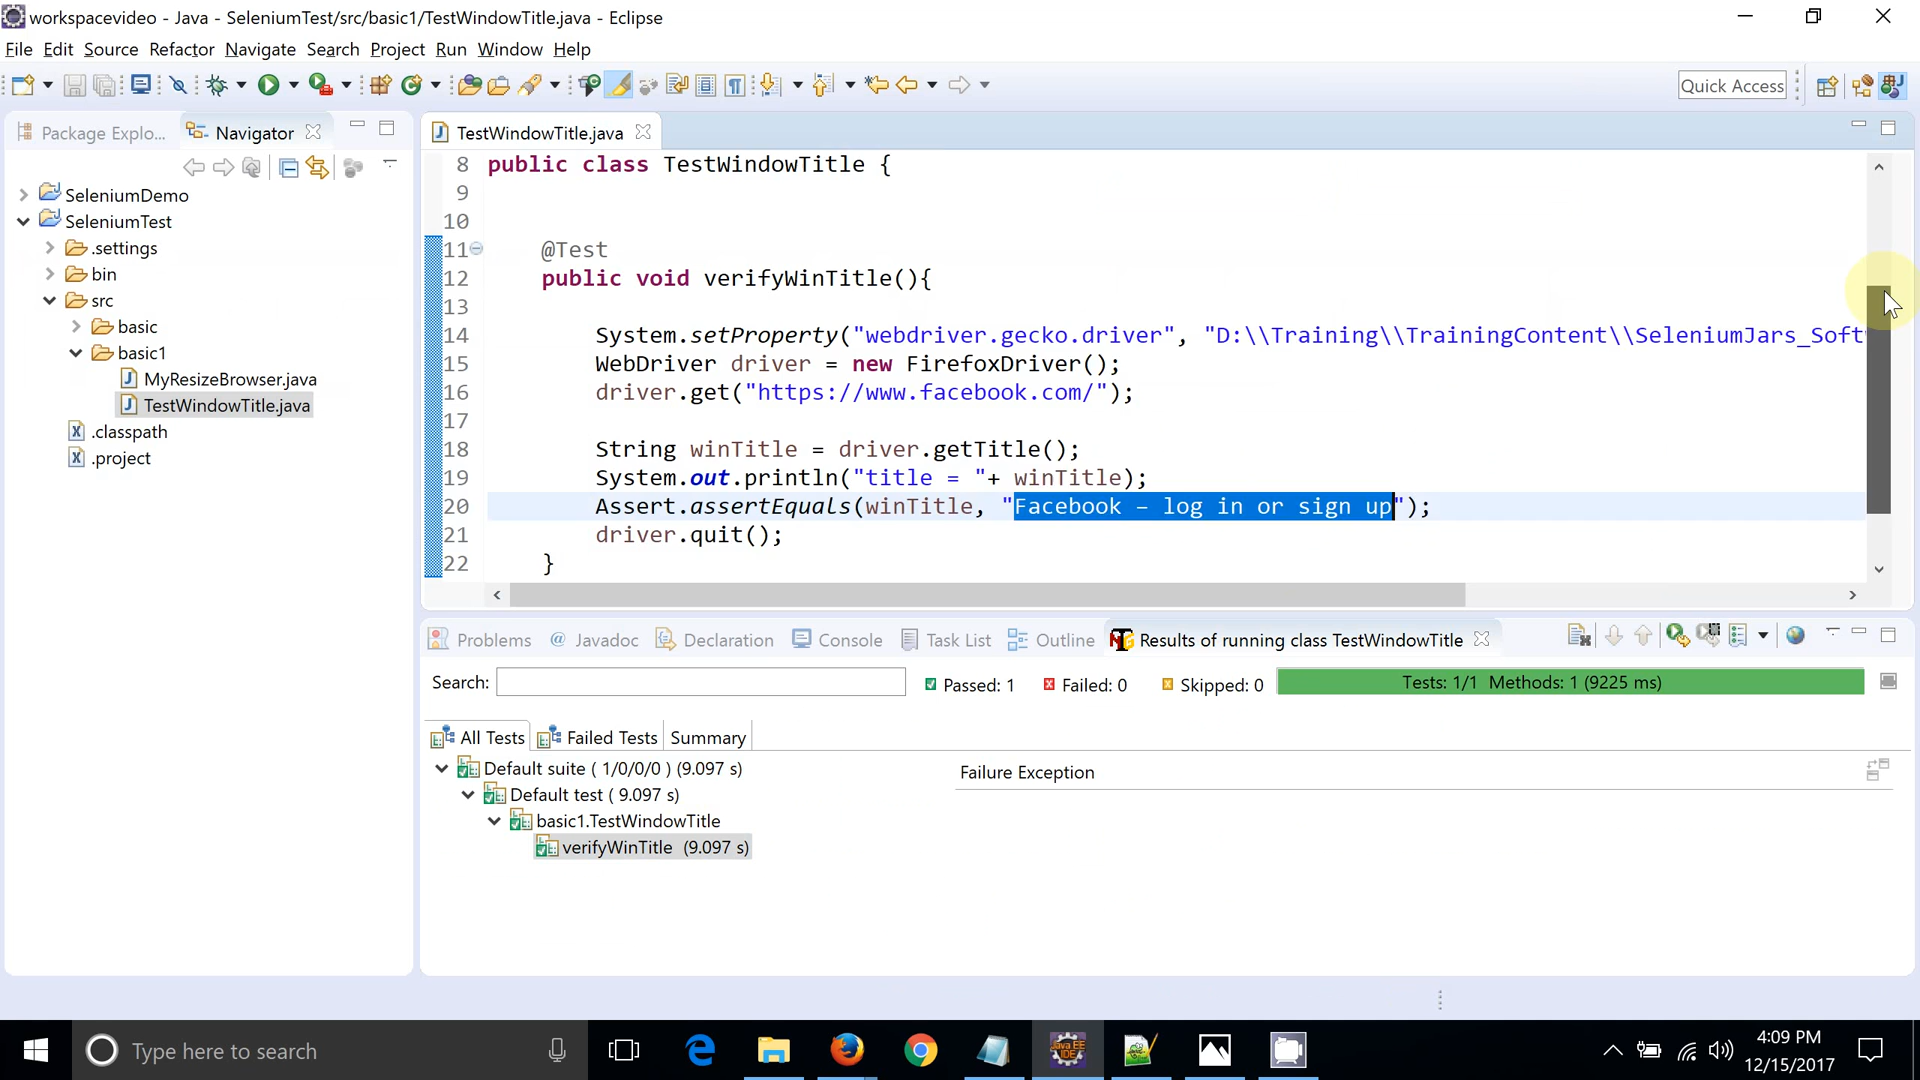 workspacevideo - Java - SeleniumTest/src/basic1/TestWindowTitle.java - Eclipse
File Edit Source Refactor Navigate Search Project Run Window Help
Quick Access
Package Explo...
Navigator
SeleniumDemo
SeleniumTest
.settings
bin
src
basic
basic1
MyResizeBrowser.java
TestWindowTitle.java
.classpath
.project
TestWindowTitle.java
8 public class TestWindowTitle {
9
10
11 @Test
12 public void verifyWinTitle(){
13
14 System.setProperty("webdriver.gecko.driver", "D:\\Training\\TrainingContent\\SeleniumJars_Soft
15 WebDriver driver = new FirefoxDriver();
16 driver.get("https://www.facebook.com/");
17
18 String winTitle = driver.getTitle();
19 System.out.println("title = "+ winTitle);
20 Assert.assertEquals(winTitle, "Facebook – log in or sign up");
21 driver.quit();
22 }
Problems @ Javadoc Declaration Console Task List Outline Results of running class TestWindowTitle
Search: Passed: 1 Failed: 0 Skipped: 0 Tests: 1/1 Methods: 1 (9225 ms)
All Tests Failed Tests Summary
Default suite ( 1/0/0/0 ) (9.097 s)
Default test ( 9.097 s)
basic1.TestWindowTitle
verifyWinTitle (9.097 s)
Failure Exception
Type here to search
Java EE
IDE
4:09 PM
12/15/2017